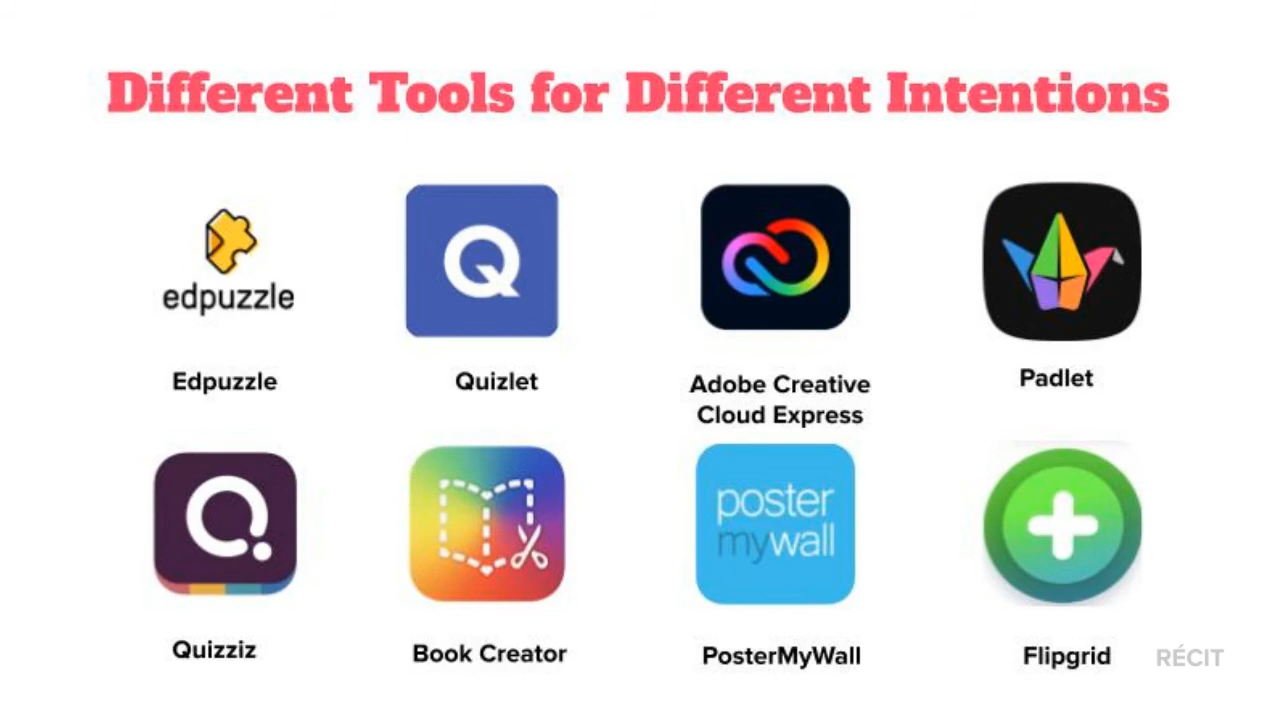 Different Tools for Different Intentions
edpuzzle
Q
Edpuzzle
Quizlet
Adobe Creative
Cloud Express
Padlet
poster
mywall
Quizziz
Book Creator
PosterMyWall
Flipgrid
RÉCIT